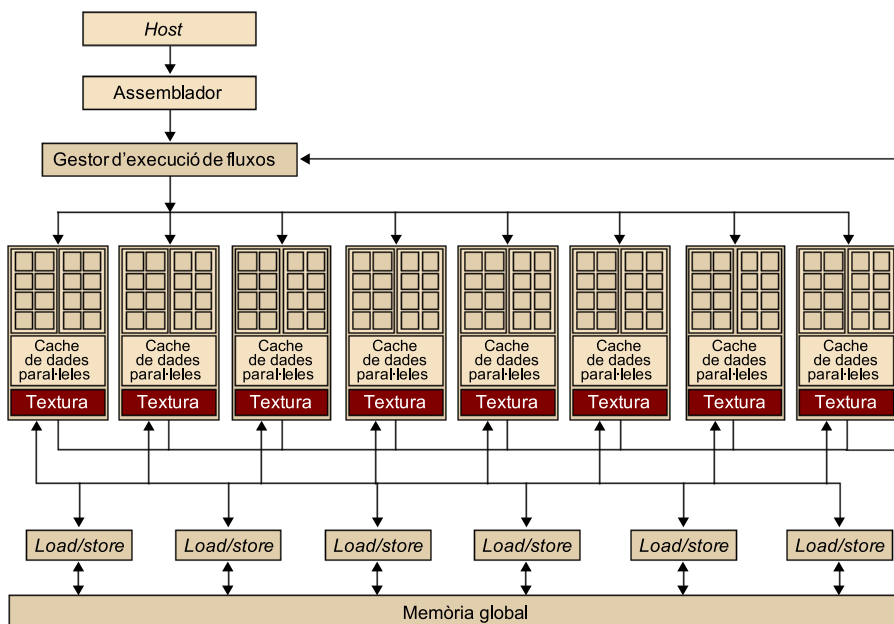 Host
Assemblador
Gestor d'execució de fluxos
Cache
de dades
paral·leles
Textura
Cache
de dades
paral·leles
Textura
Cache
de dades
paral·leles
Textura
Cache
de dades
paral·leles
Textura
Cache
de dades
paral·leles
Textura
Cache
de dades
paral·leles
Textura
Cache
de dades
paral·leles
Textura
Cache
de dades
paral·leles
Textura
Load/store
Load/store
Load/store
Load/store
Load/store
Load/store
Memòria global